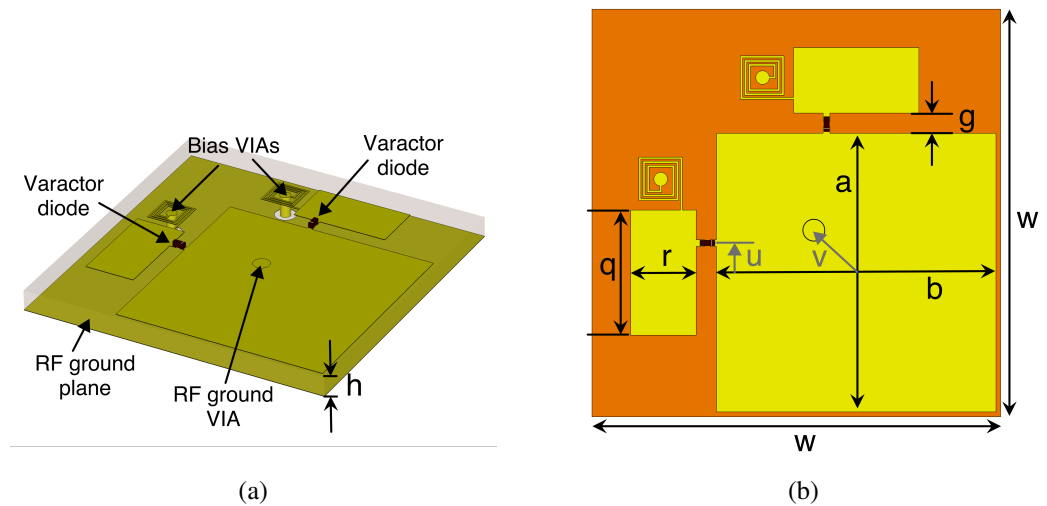 Bias VIAs
Varactor
diode
Varactor
diode
RF ground
plane
RF ground
VIA
h
(a)
g
a
w
q
r
u
v
b
w
(b)